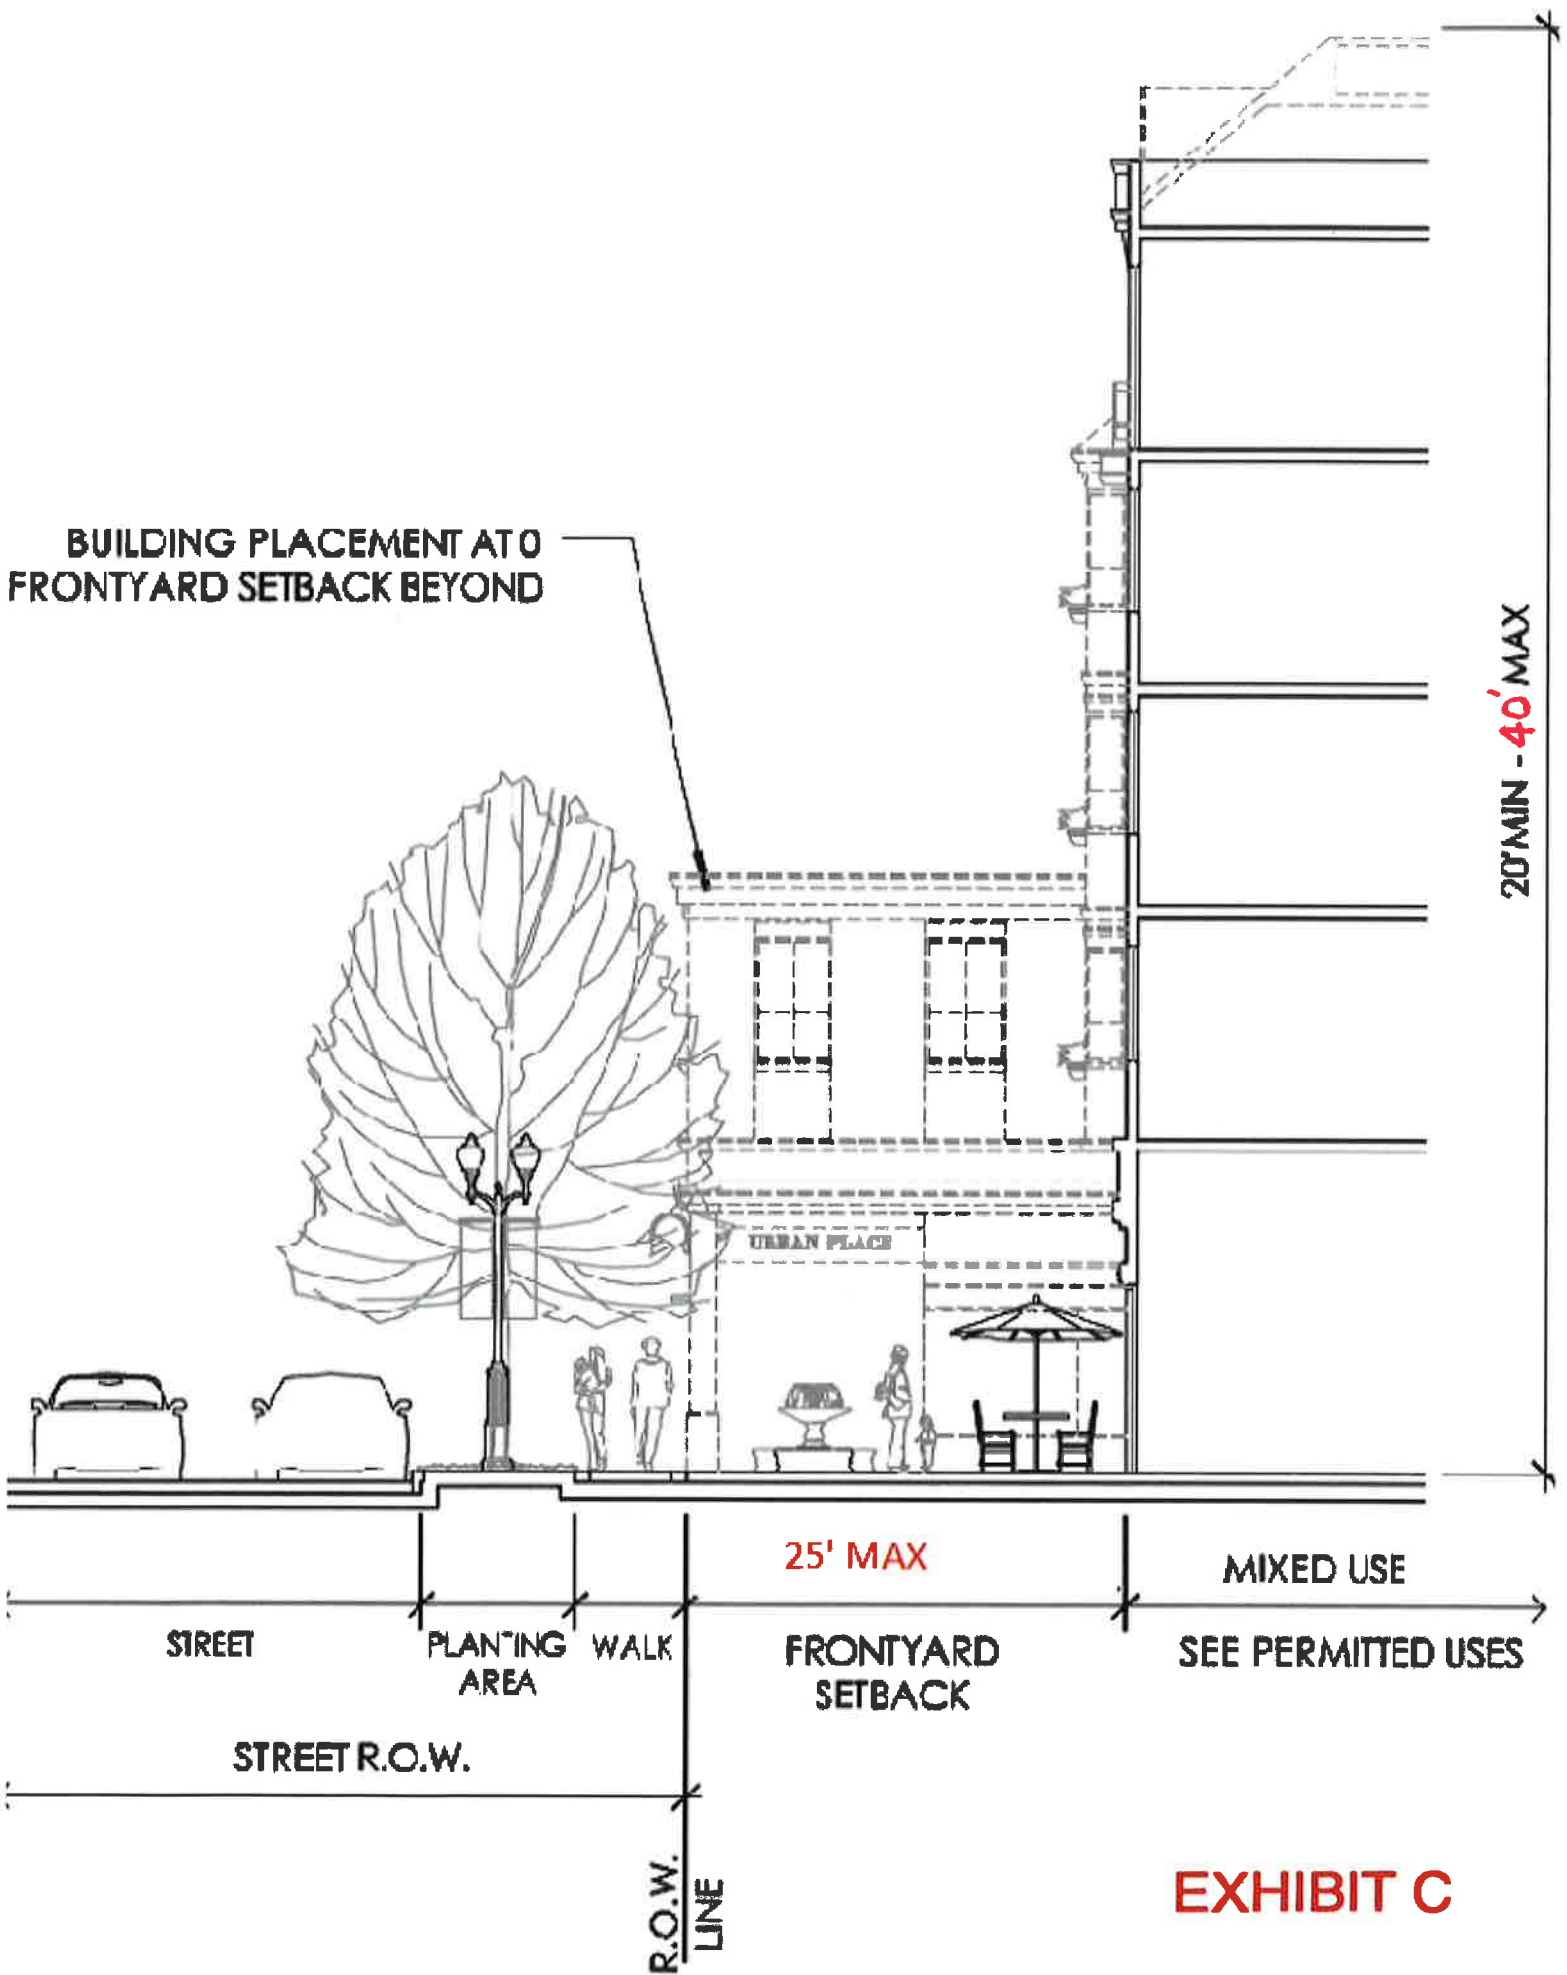 BUILDING PLACEMENT AT 0
FRONTYARD SETBACK BEYOND
20'MIN - 40' MAX
URBAN PLACE
25' MAX
MIXED USE
STREET
PLANTING
AREA
WALK
FRONTYARD
SETBACK
SEE PERMITTED USES
STREET R.O.W.
R.O.W.
LINE
EXHIBIT C